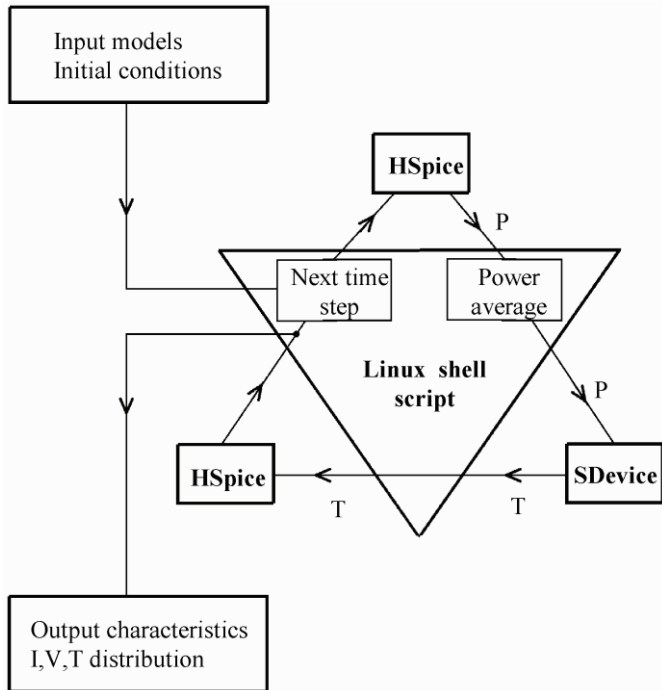 Input models
Initial conditions
HSpice
P
Next time
step
Power
average
Linux shell
script
P
HSpice
SDevice
T
T
Output characteristics
I,V,T distribution